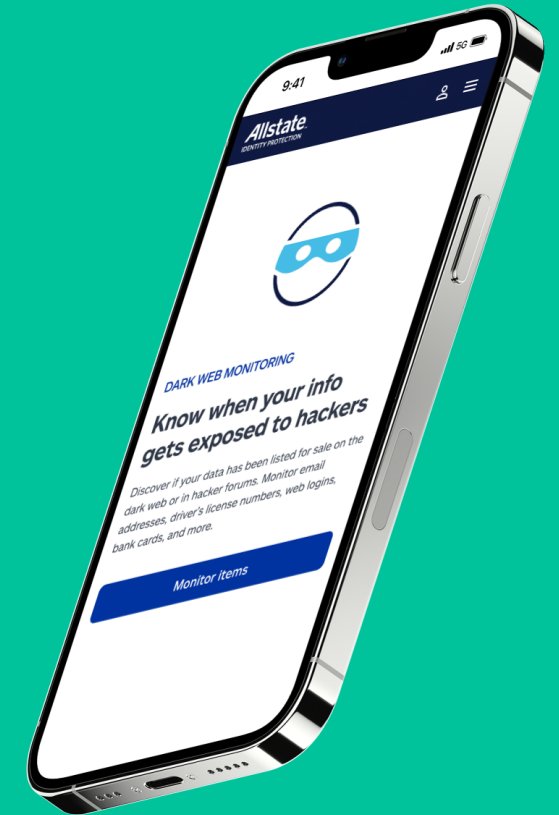 9:41
5G
Allstate
IDENTITY PROTECTION
DARK WEB MONITORING
Know when your info
gets exposed to hackers
Discover if your data has been listed for sale on the
dark web or in hacker forums. Monitor email
addresses, driver's license numbers, web logins,
bank cards, and more.
Monitor items